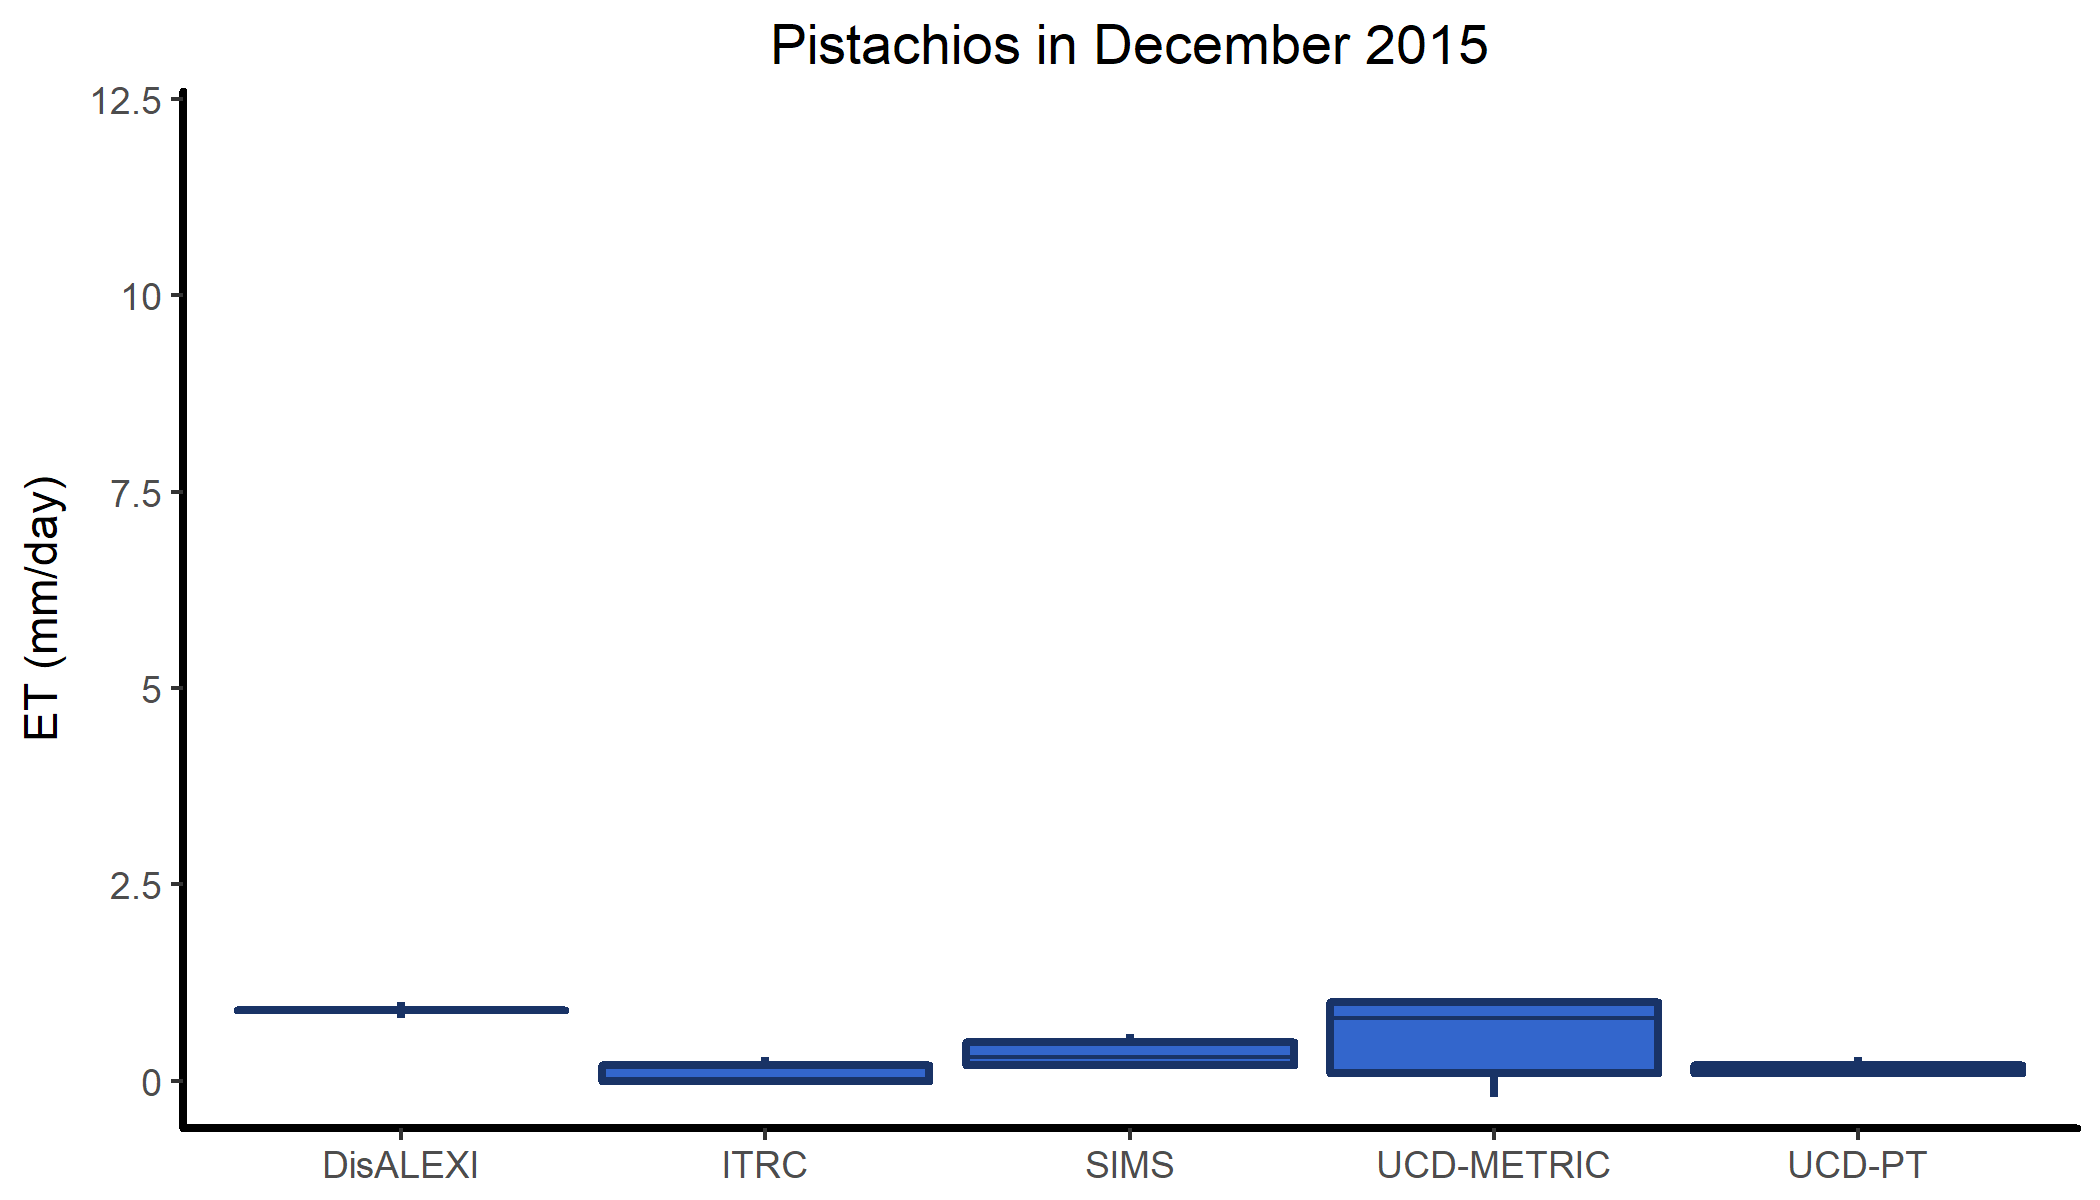 Pistachios in December 2015
12.5
10
7.5
5
2.5
0
ET (mm/day)
DisALEXI ITRC SIMS UCD-METRIC UCD-PT